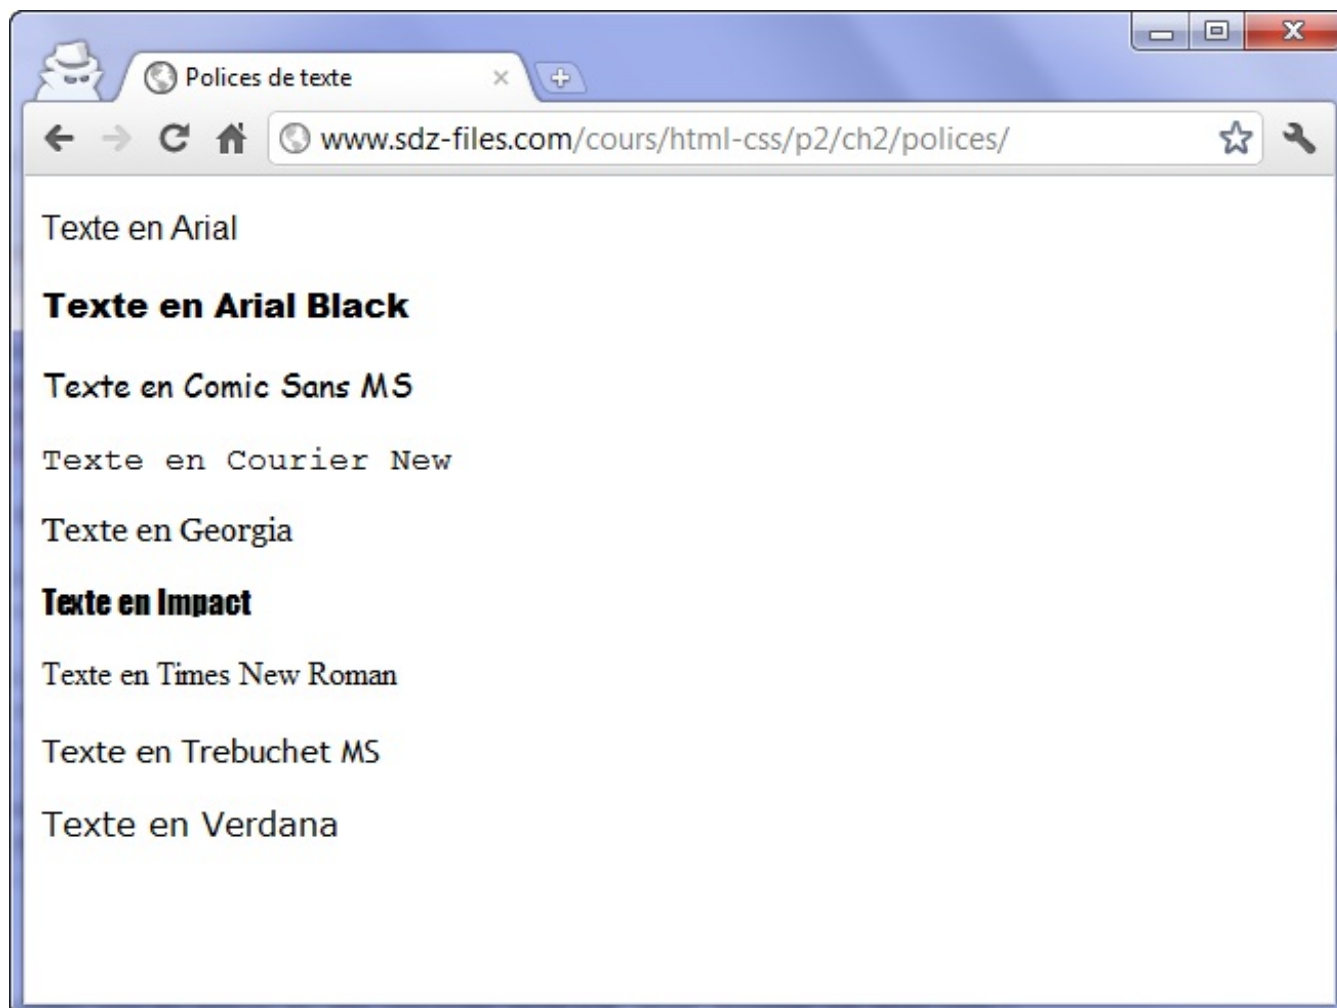 Polices de texte
www.sdz-files.com/cours/html-css/p2/ch2/polices/
Texte en Arial
Texte en Arial Black
Texte en Comic Sans MS
Texte en Courier New
Texte en Georgia
Texte en Impact
Texte en Times New Roman
Texte en Trebuchet MS
Texte en Verdana